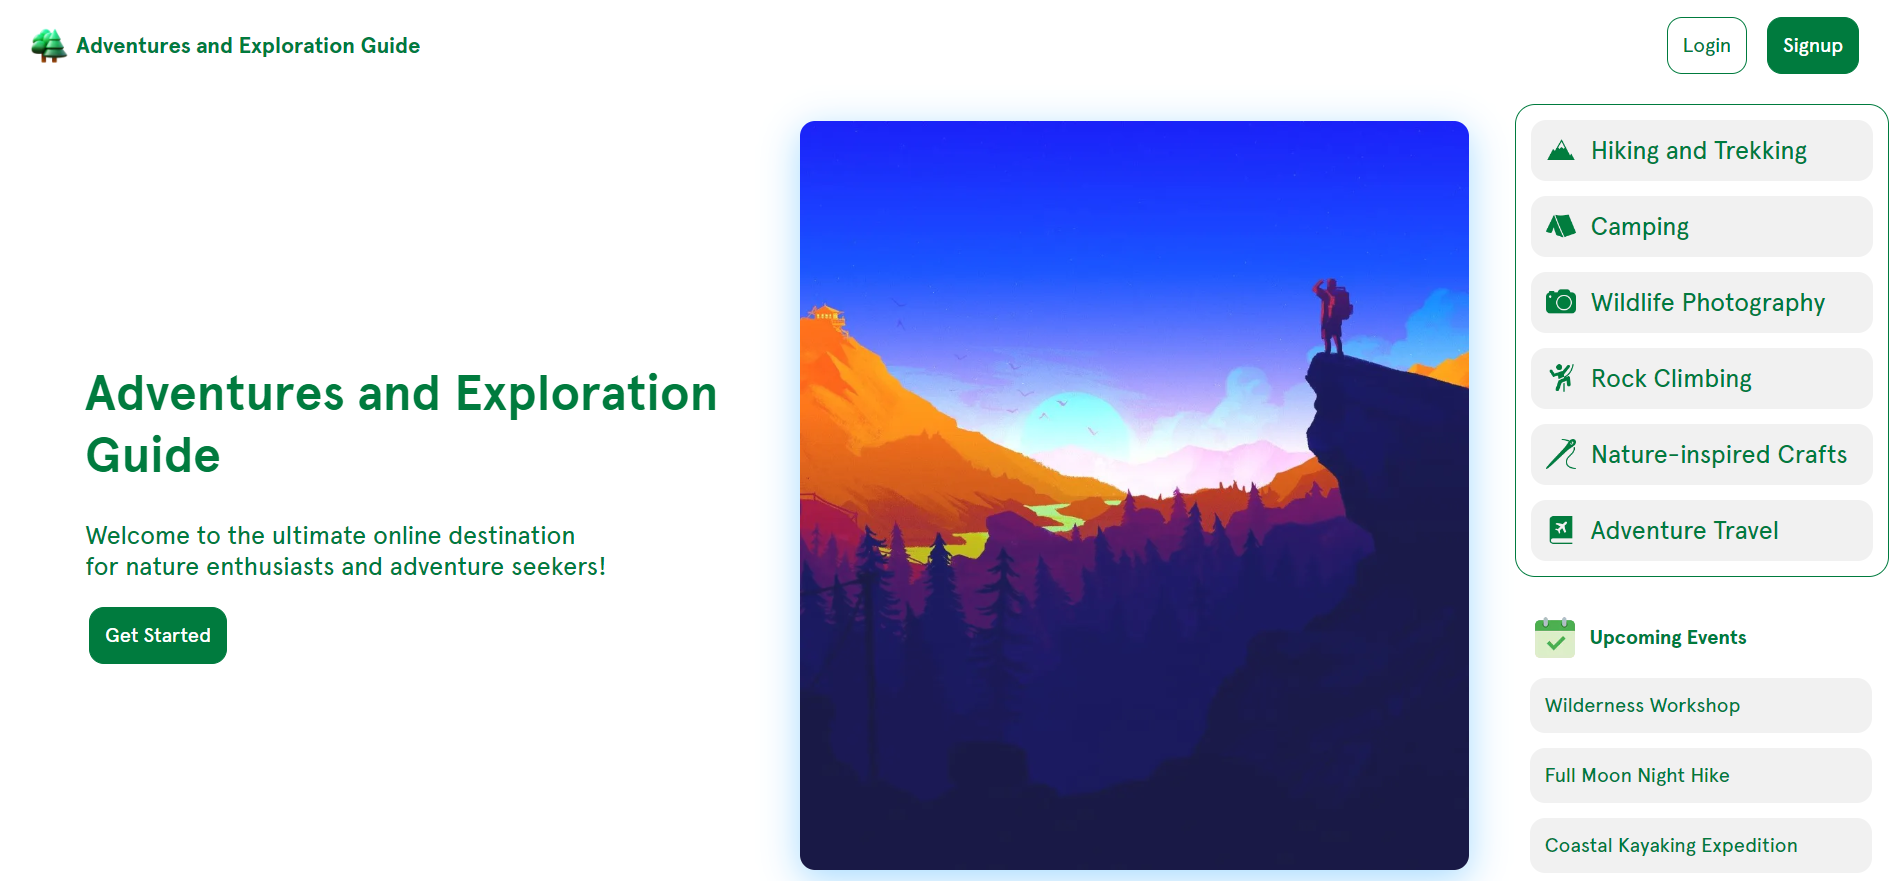 Adventures and Exploration Guide
Login
Signup
Adventures and Exploration
Guide
Welcome to the ultimate online destination
for nature enthusiasts and adventure seekers!
Get Started
Hiking and Trekking
Camping
Wildlife Photography
Rock Climbing
Nature-inspired Crafts
Adventure Travel
Upcoming Events
Wilderness Workshop
Full Moon Night Hike
Coastal Kayaking Expedition